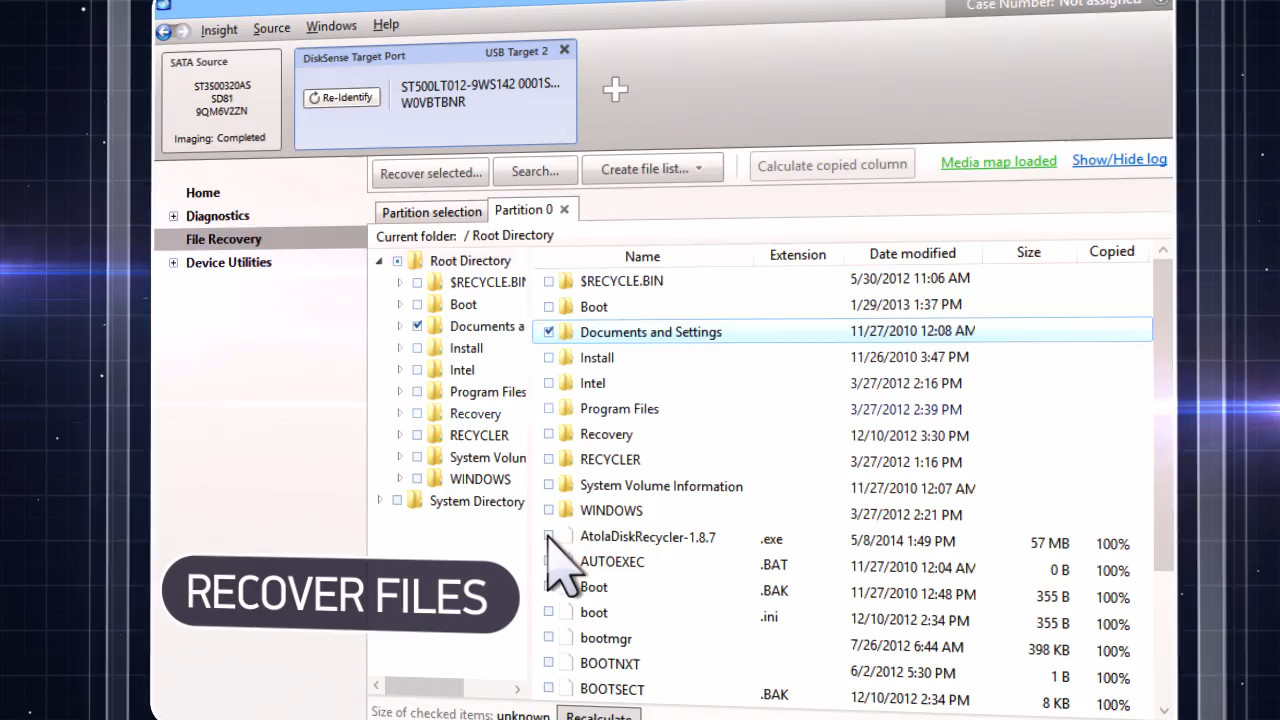 Case Number: Not assigned
Insight Source Windows Help
SATA Source
ST3500320AS
SD81
9QM6V2ZN
Imaging: Completed
DiskSense Target Port USB Target 2
Re-Identify
ST500LT012-9WS142 0001S...
W0VBTBNR
Recover selected... Search... Create file list... Calculate copied column Media map loaded Show/Hide log
Home
Diagnostics
File Recovery
Device Utilities
Partition selection Partition 0
Current folder: / Root Directory
Root Directory
$RECYCLE.BIN
Boot
Documents a
Install
Intel
Program Files
Recovery
RECYCLER
System Volun
WINDOWS
System Directory
Name Extension Date modified Size Copied
$RECYCLE.BIN 5/30/2012 11:06 AM
Boot 1/29/2013 1:37 PM
Documents and Settings 11/27/2010 12:08 AM
Install 11/26/2010 3:47 PM
Intel 3/27/2012 2:16 PM
Program Files 3/27/2012 2:39 PM
Recovery 12/10/2012 3:30 PM
RECYCLER 3/27/2012 1:16 PM
System Volume Information 11/27/2010 12:07 AM
WINDOWS 3/27/2012 2:21 PM
AtolaDiskRecycler-1.8.7 .exe 5/8/2014 1:49 PM 57 MB 100%
AUTOEXEC .BAT 11/27/2010 12:04 AM 0 B 100%
Boot .BAK 11/27/2010 12:48 PM 355 B 100%
boot .ini 12/10/2012 2:34 PM 355 B 100%
bootmgr 7/26/2012 6:44 AM 398 KB 100%
BOOTNXT 6/2/2012 5:30 PM 1 B 100%
BOOTSECT .BAK 12/10/2012 2:34 PM 8 KB 100%
Size of checked items: unknown Recalculate
RECOVER FILES